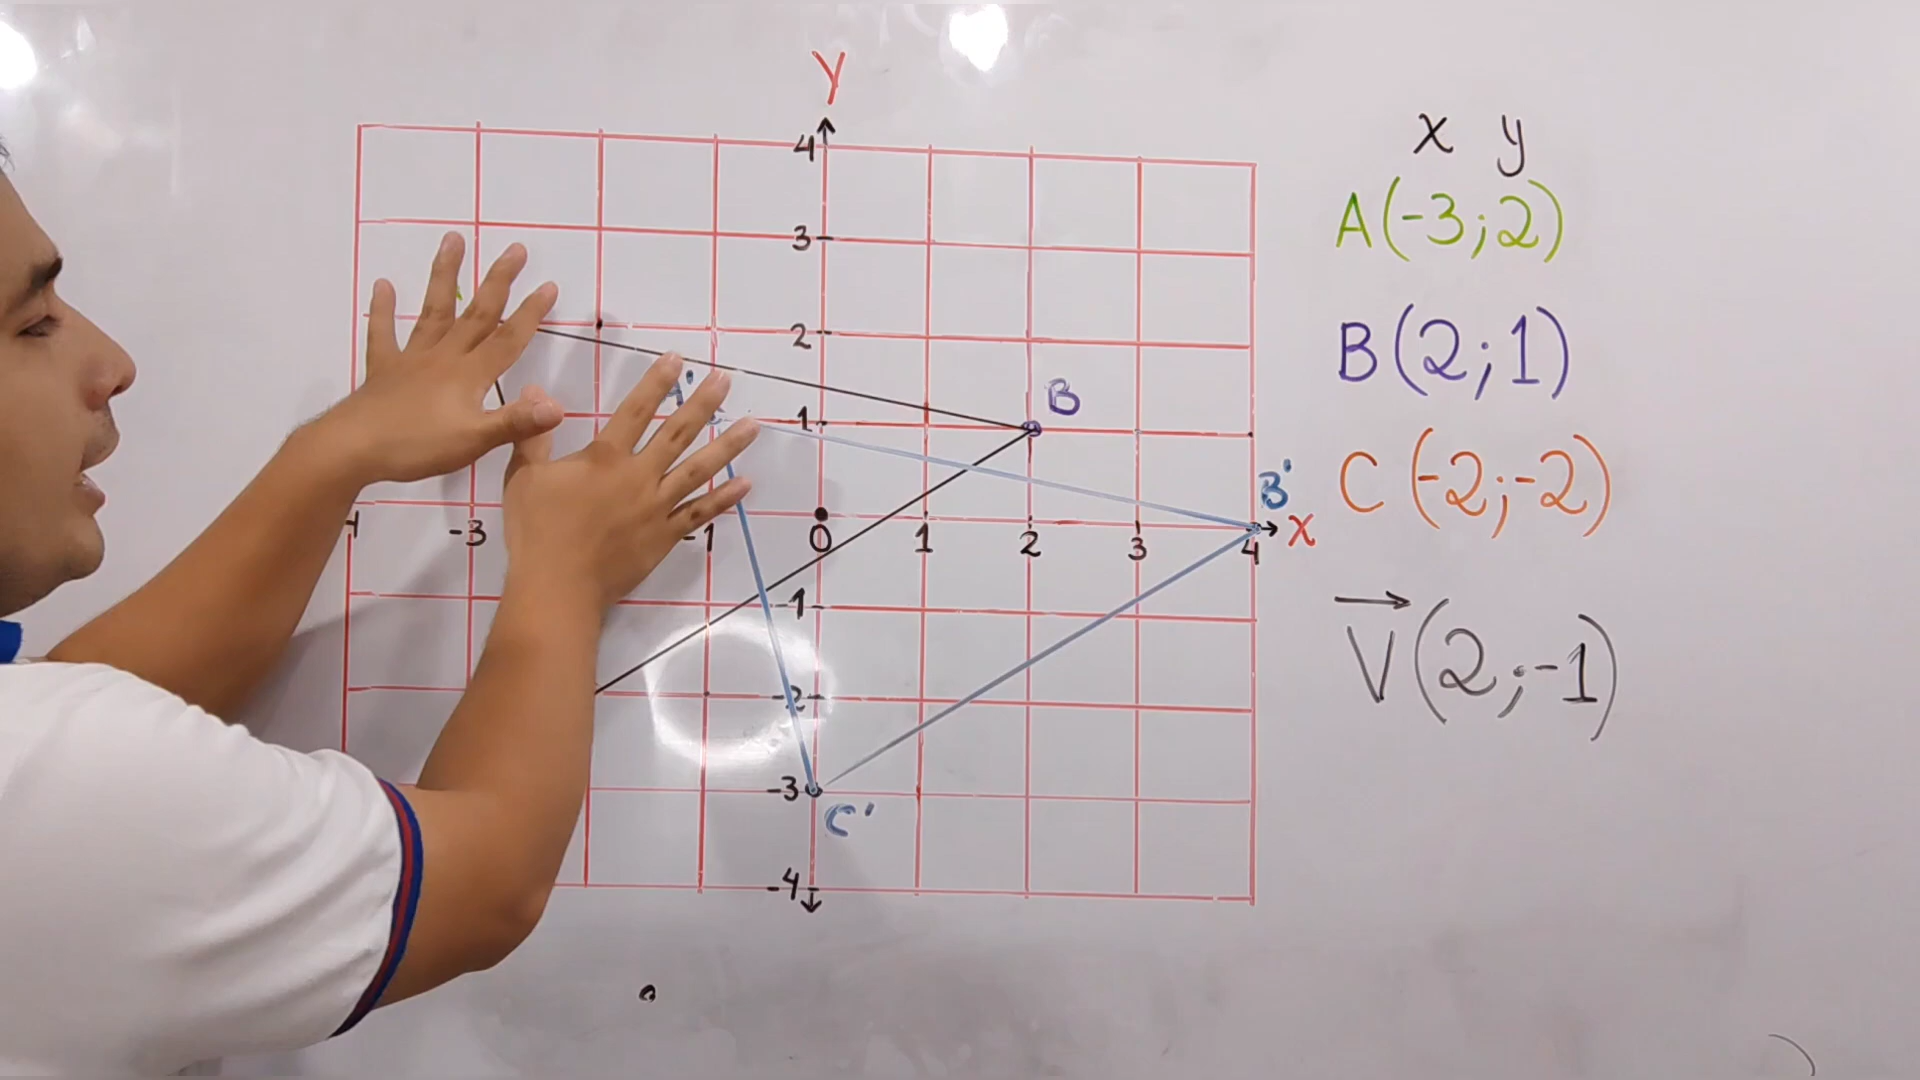 Y
4
3
2
A'
1
B
-3
-1
0
1
2
3
4
X
B'
-1
-2
-3
C'
-4
x y
A(-3;2)
B(2;1)
C(-2;-2)
V(2;-1)